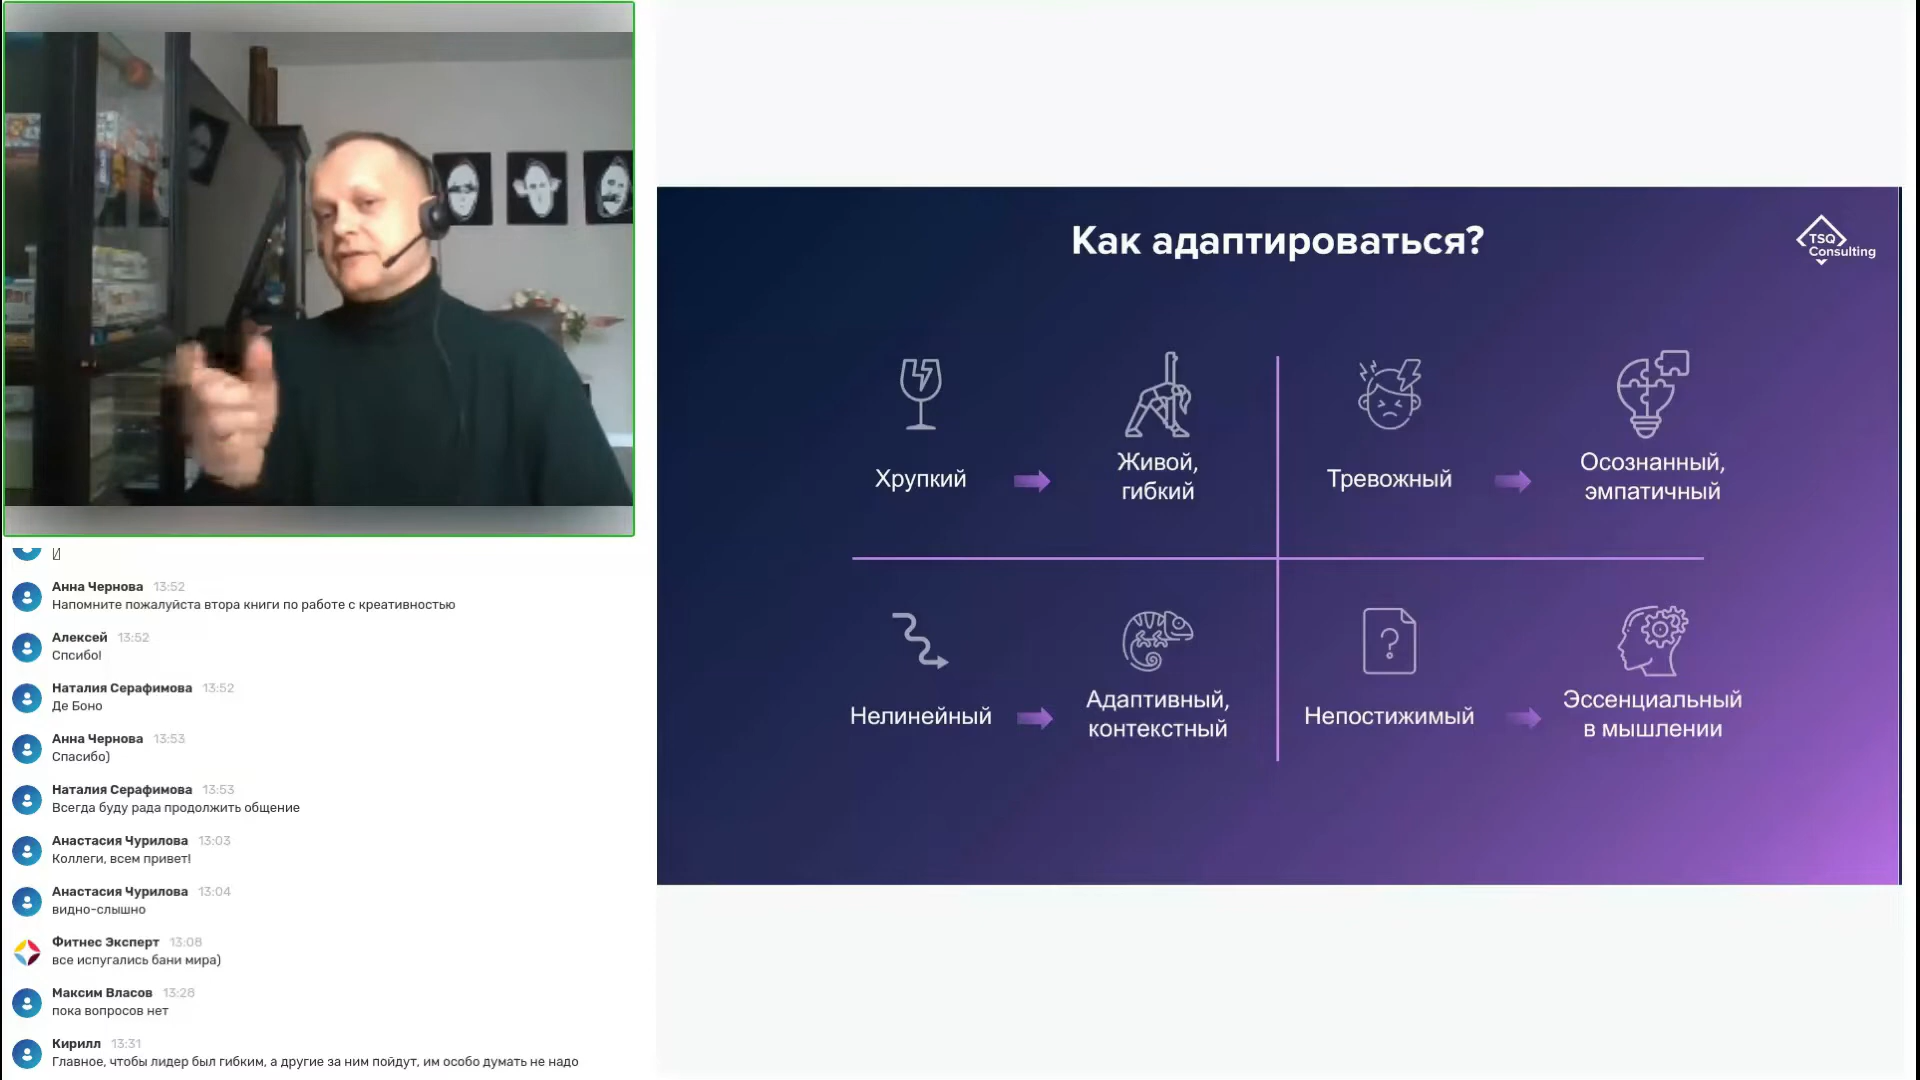 Анна Чернова 13:52
Напомните пожалуйста втора книги по работе с креативностью
Алексей 13:52
Спсибо!
Наталия Серафимова 13:52
Де Боно
Анна Чернова 13:53
Спасибо)
Наталия Серафимова 13:53
Всегда буду рада продолжить общение
Анастасия Чурилова 13:03
Коллеги, всем привет!
Анастасия Чурилова 13:04
видно-слышно
Фитнес Эксперт 13:08
все испугались бани мира)
Максим Власов 13:28
пока вопросов нет
Кирилл 13:31
Главное, чтобы лидер был гибким, а другие за ним пойдут, им особо думать не надо
Как адаптироваться?
TSQ
Consulting
Хрупкий
Живой,
гибкий
Тревожный
Осознанный,
эмпатичный
Нелинейный
Адаптивный,
контекстный
?
Непостижимый
Эссенциальный
в мышлении